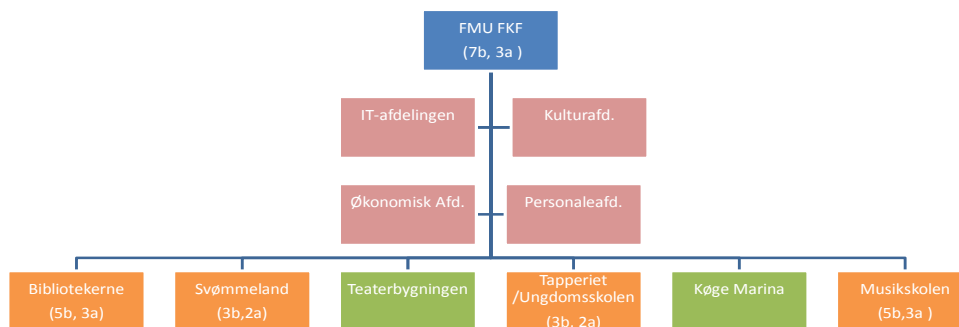 FMU FKF
(7b, 3a )
IT-afdelingen
Kulturafd.
Økonomisk Afd.
Personaleafd.
Bibliotekerne
(5b, 3a)
Svømmeland
(3b,2a)
Teaterbygningen
Tapperiet
/Ungdomsskolen
(3b, 2a)
Køge Marina
Musikskolen
(5b,3a )